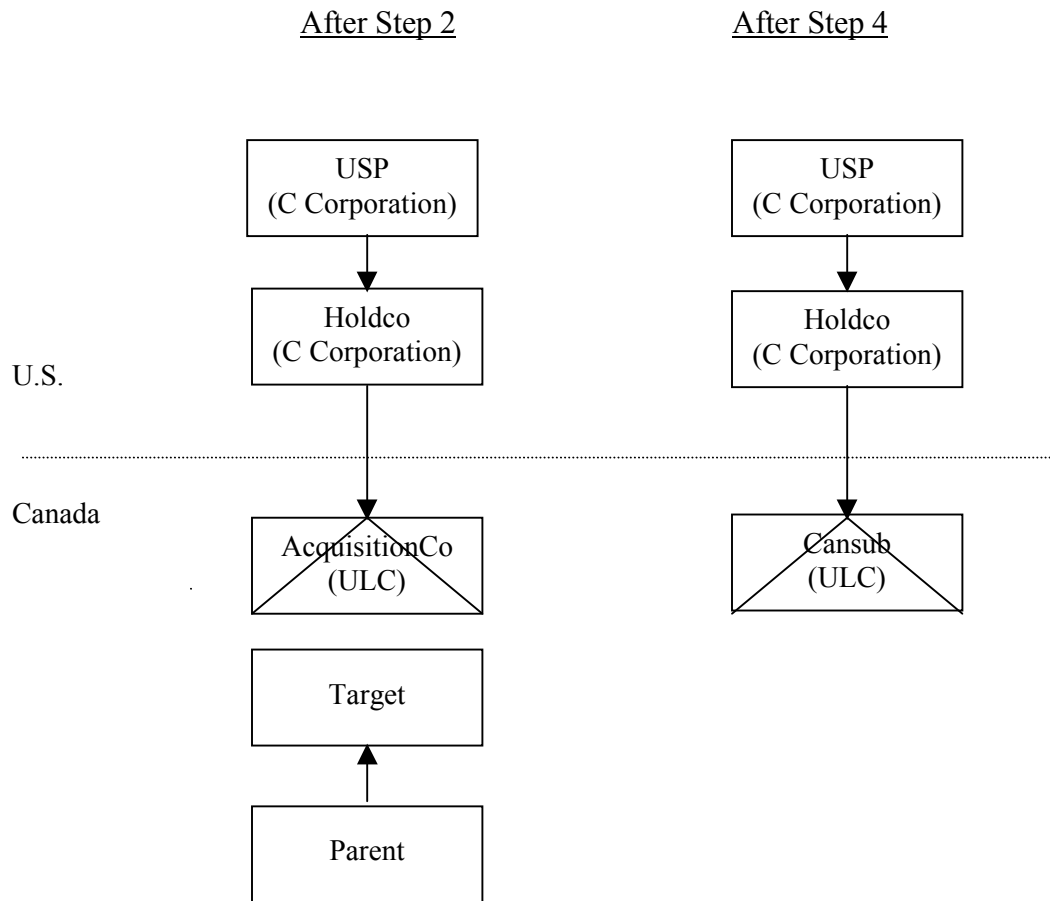 After Step 2
After Step 4
USP
(C Corporation)
USP
(C Corporation)
Holdco
(C Corporation)
Holdco
(C Corporation)
U.S.
Canada
AcquisitionCo
(ULC)
Cansub
(ULC)
Target
Parent